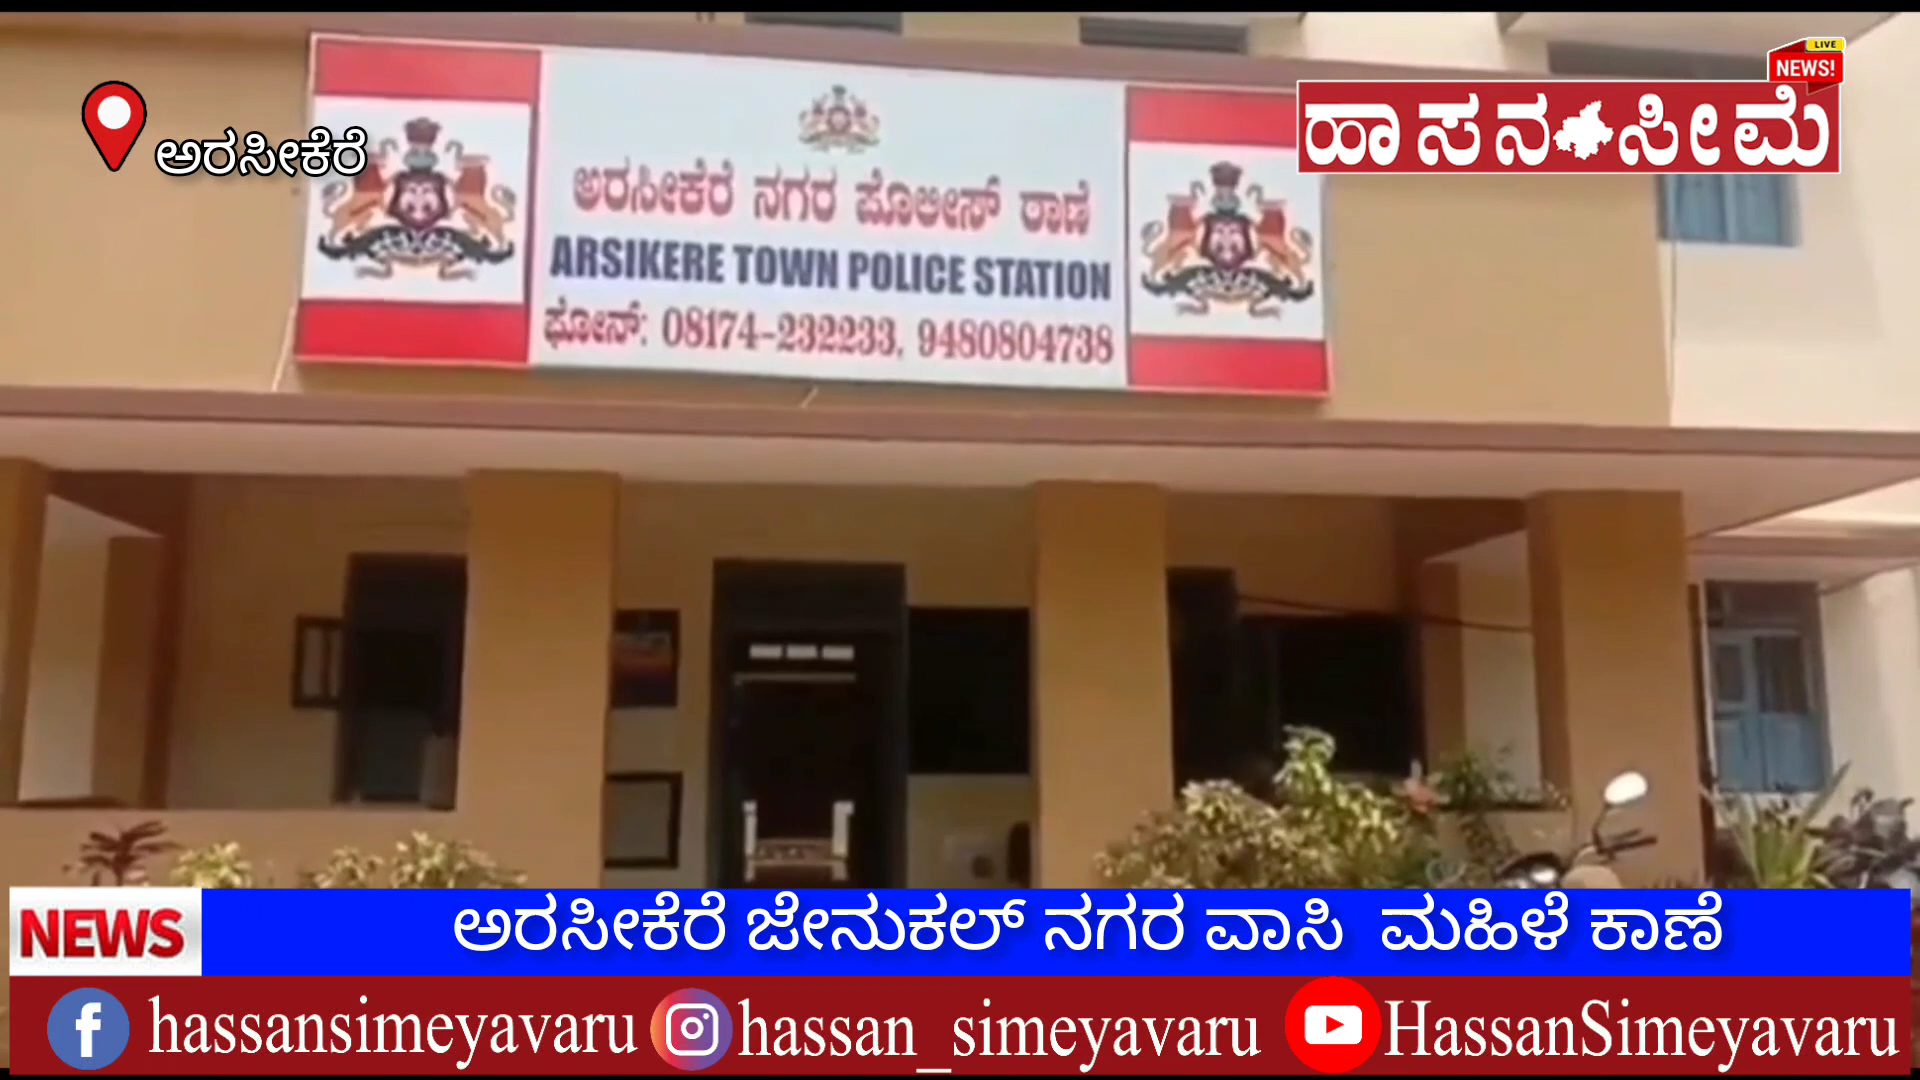 LIVE
NEWS!
ಹಾಸನ ಸೀಮೆ
ಅರಸೀಕೆರೆ
ಅರಸೀಕೆರೆ ನಗರ ಪೊಲೀಸ್ ಠಾಣೆ
ARSIKERE TOWN POLICE STATION
ಫೋನ್: 08174-232233, 9480804738
NEWS ಅರಸೀಕೆರೆ ಜೇನುಕಲ್ ನಗರ ವಾಸಿ ಮಹಿಳೆ ಕಾಣೆ
hassansimeyavaru hassan_simeyavaru HassanSimeyavaru